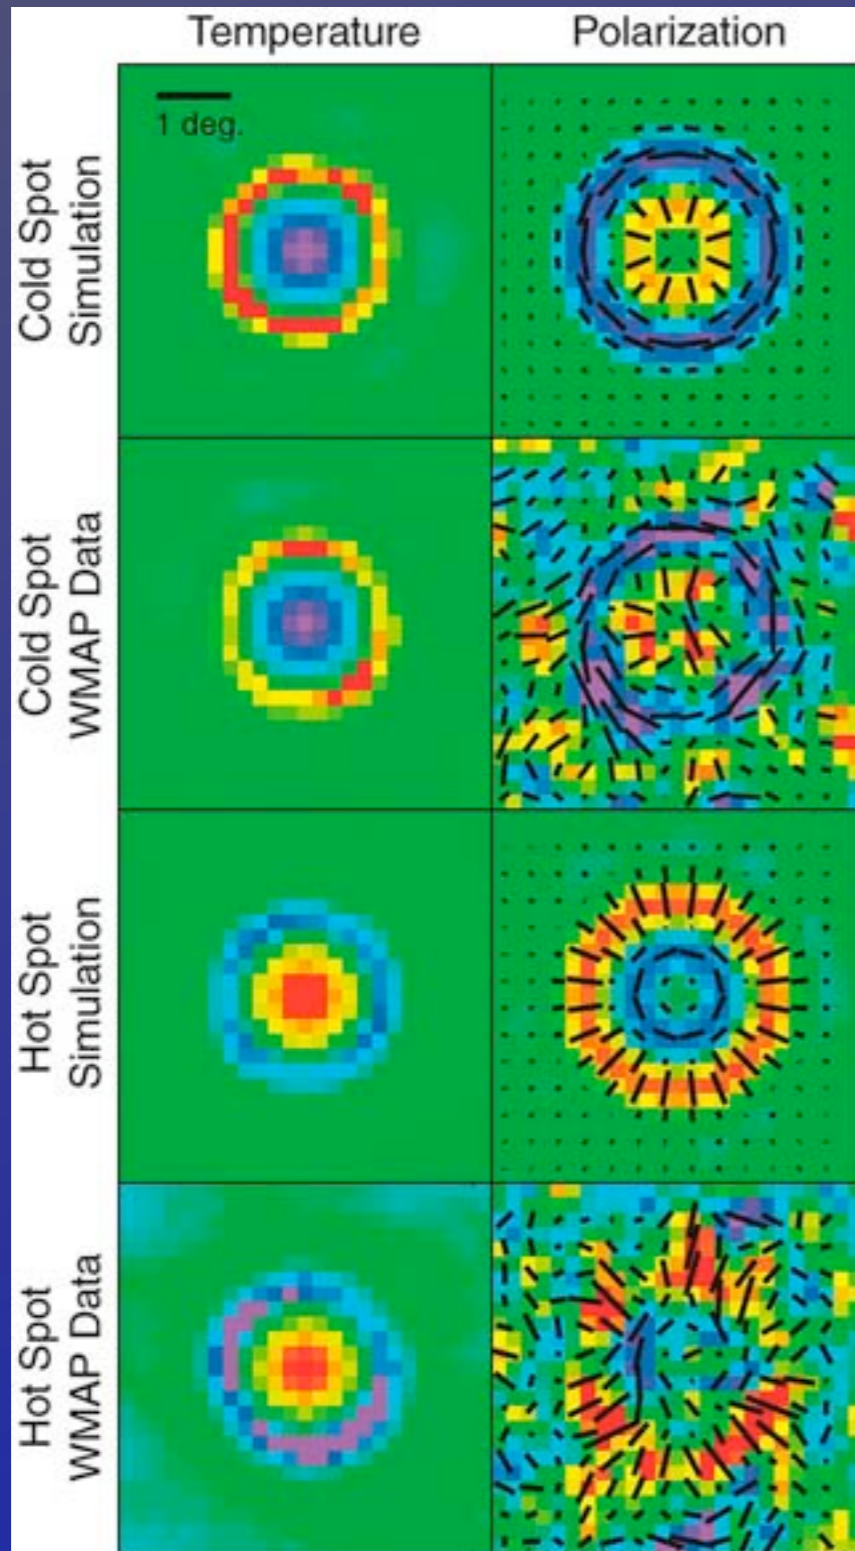 Temperature
Polarization
1 deg.
Cold Spot
Simulation
Cold Spot
WMAP Data
Hot Spot
Simulation
Hot Spot
WMAP Data